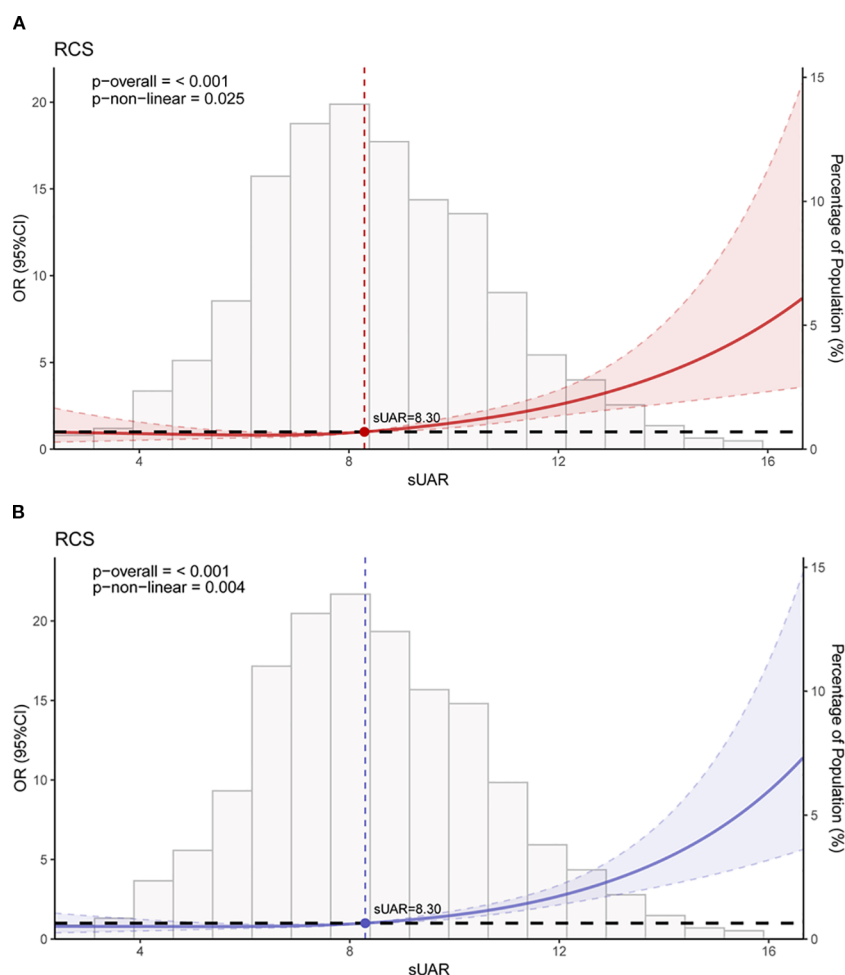 A
RCS
p−overall = < 0.001
p−non−linear = 0.025
OR (95%CI)
20
15
10
5
0
sUAR=8.30
15
10
5
0
Percentage of Population (%)
4
8
12
16
sUAR
B
RCS
p−overall = < 0.001
p−non−linear = 0.004
OR (95%CI)
20
15
10
5
0
sUAR=8.30
15
10
5
0
Percentage of Population (%)
4
8
12
16
sUAR